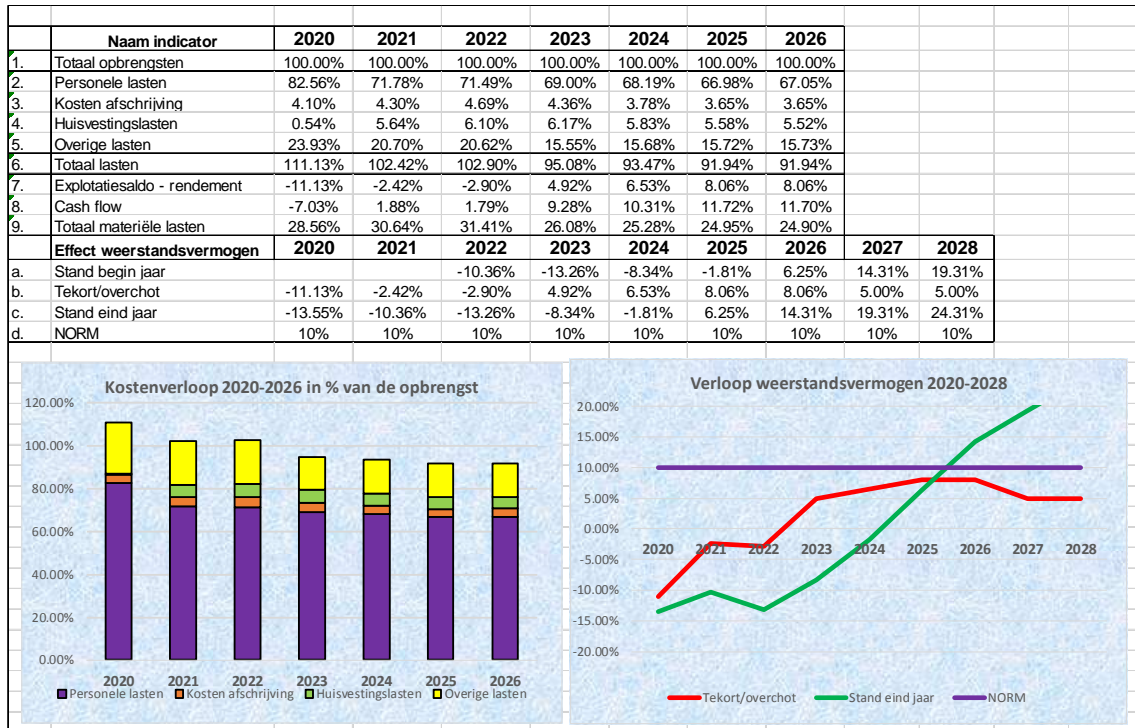 Naam indicator 2020 2021 2022 2023 2024 2025 2026
1. Totaal opbrengsten 100.00% 100.00% 100.00% 100.00% 100.00% 100.00% 100.00%
2. Personele lasten 82.56% 71.78% 71.49% 69.00% 68.19% 66.98% 67.05%
3. Kosten afschrijving 4.10% 4.30% 4.69% 4.36% 3.78% 3.65% 3.65%
4. Huisvestingslasten 0.54% 5.64% 6.10% 6.17% 5.83% 5.58% 5.52%
5. Overige lasten 23.93% 20.70% 20.62% 15.55% 15.68% 15.72% 15.73%
6. Totaal lasten 111.13% 102.42% 102.90% 95.08% 93.47% 91.94% 91.94%
7. Explotatiesaldo - rendement -11.13% -2.42% -2.90% 4.92% 6.53% 8.06% 8.06%
8. Cash flow -7.03% 1.88% 1.79% 9.28% 10.31% 11.72% 11.70%
9. Totaal materiële lasten 28.56% 30.64% 31.41% 26.08% 25.28% 24.95% 24.90%
Effect weerstandsvermogen 2020 2021 2022 2023 2024 2025 2026 2027 2028
a. Stand begin jaar -10.36% -13.26% -8.34% -1.81% 6.25% 14.31% 19.31%
b. Tekort/overchot -11.13% -2.42% -2.90% 4.92% 6.53% 8.06% 8.06% 5.00% 5.00%
c. Stand eind jaar -13.55% -10.36% -13.26% -8.34% -1.81% 6.25% 14.31% 19.31% 24.31%
d. NORM 10% 10% 10% 10% 10% 10% 10% 10% 10%
Kostenverloop 2020-2026 in % van de opbrengst
120.00%
100.00%
80.00%
60.00%
40.00%
20.00%
0.00%
2020 2021 2022 2023 2024 2025 2026
Personele lasten Kosten afschrijving Huisvestingslasten Overige lasten
Verloop weerstandsvermogen 2020-2028
20.00%
15.00%
10.00%
5.00%
0.00%
2020 2021 2022 2023 2024 2025 2026 2027 2028
-5.00%
-10.00%
-15.00%
-20.00%
Tekort/overchot Stand eind jaar NORM